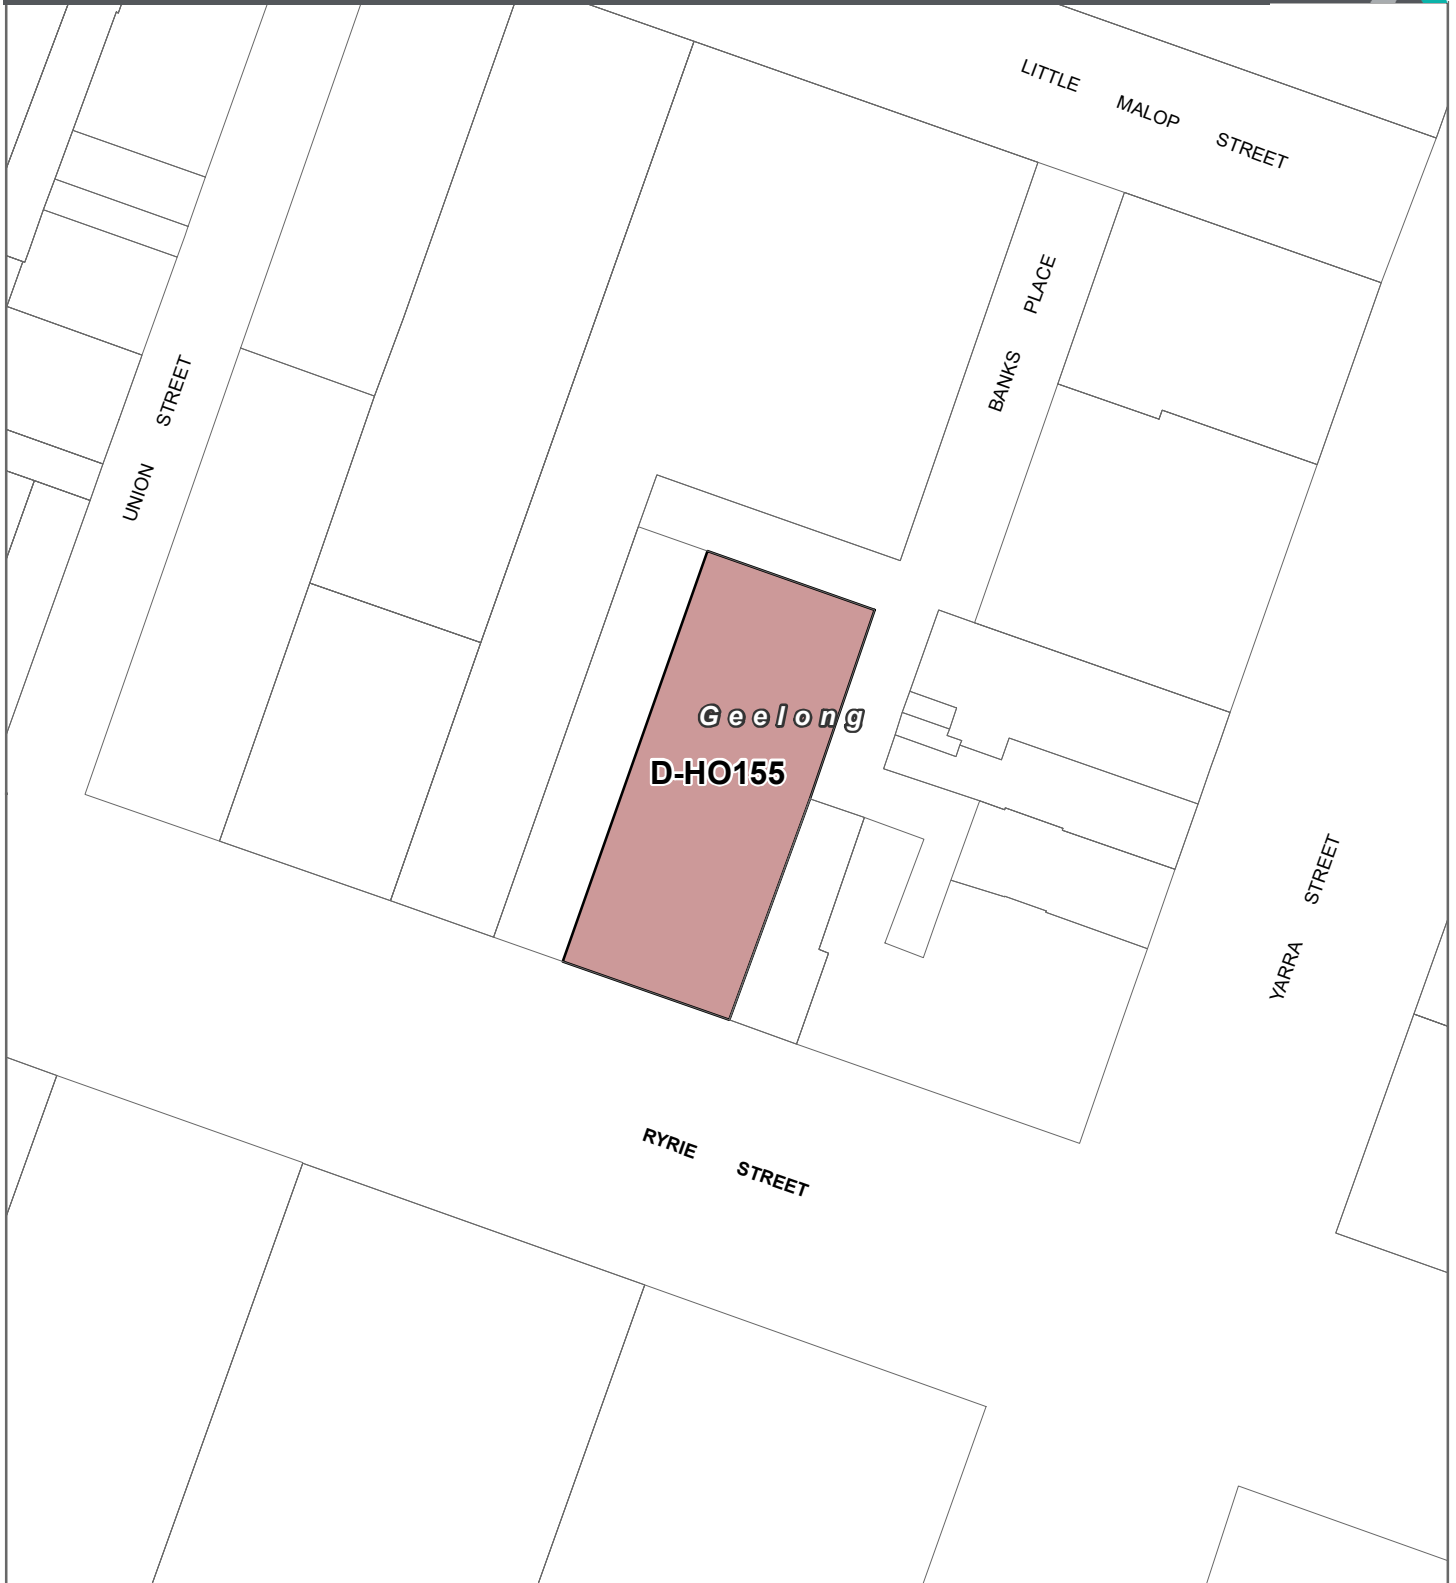 LITTLE MALOP STREET
BANKS PLACE
UNION STREET
Geelong
D-HO155
YARRA STREET
RYRIE STREET